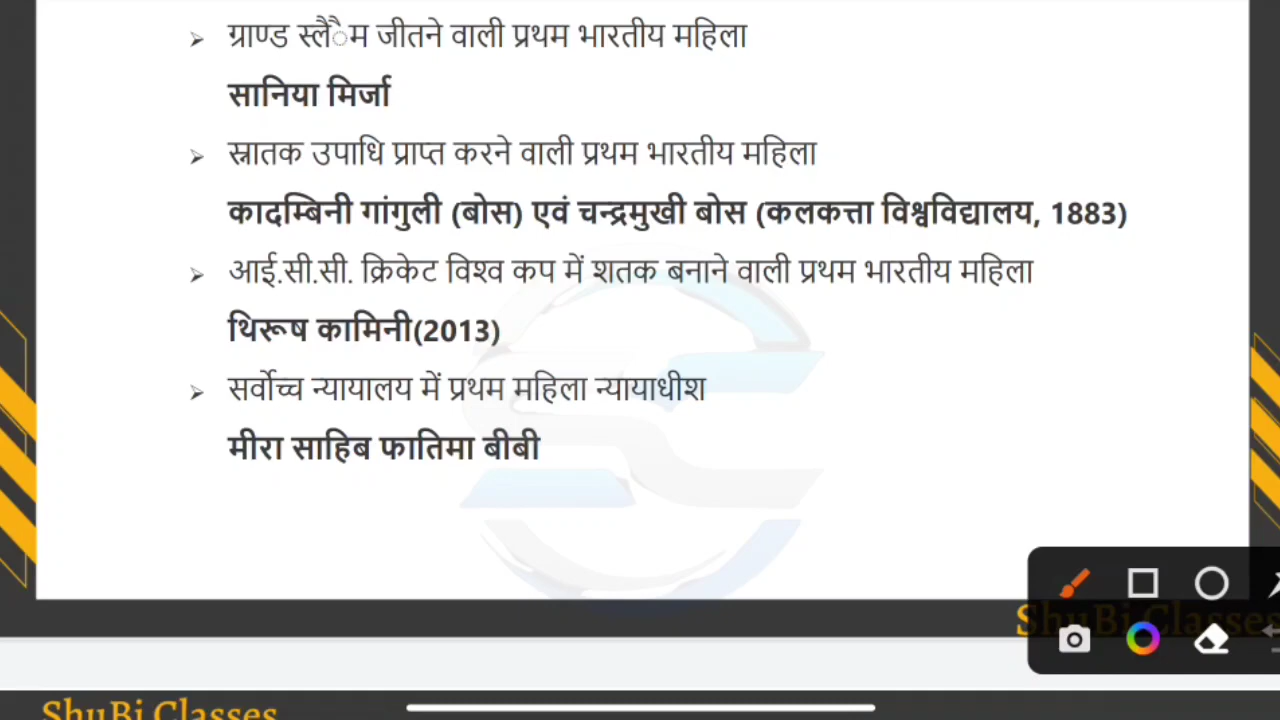 ➢ ग्राण्ड स्लैैम जीतने वाली प्रथम भारतीय महिला
सानिया मिर्जा
➢ स्नातक उपाधि प्राप्त करने वाली प्रथम भारतीय महिला
कादम्बिनी गांगुली (बोस) एवं चन्द्रमुखी बोस (कलकत्ता विश्वविद्यालय, 1883)
➢ आई.सी.सी. क्रिकेट विश्व कप में शतक बनाने वाली प्रथम भारतीय महिला
थिरूष कामिनी(2013)
➢ सर्वोच्च न्यायालय में प्रथम महिला न्यायाधीश
मीरा साहिब फातिमा बीबी
ShuBi Classes
ShuBi Classes